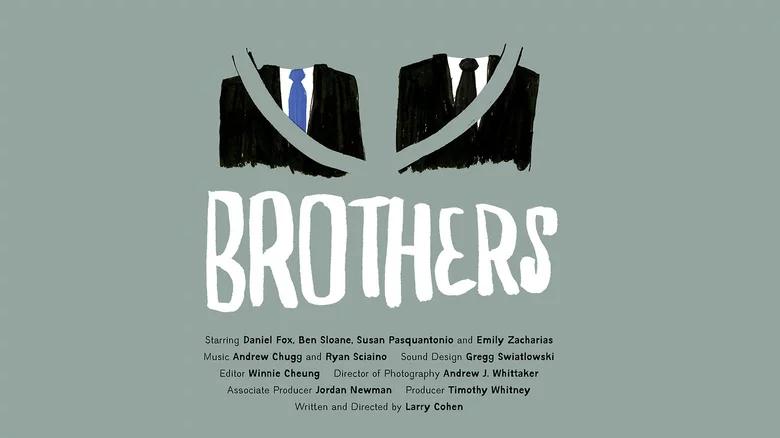 BROTHERS
Starring Daniel Fox, Ben Sloane, Susan Pasquantonio and Emily Zacharias
Music Andrew Chugg and Ryan Sciaino Sound Design Gregg Swiatlowski
Editor Winnie Cheung Director of Photography Andrew J. Whittaker
Associate Producer Jordan Newman Producer Timothy Whitney
Written and Directed by Larry Cohen